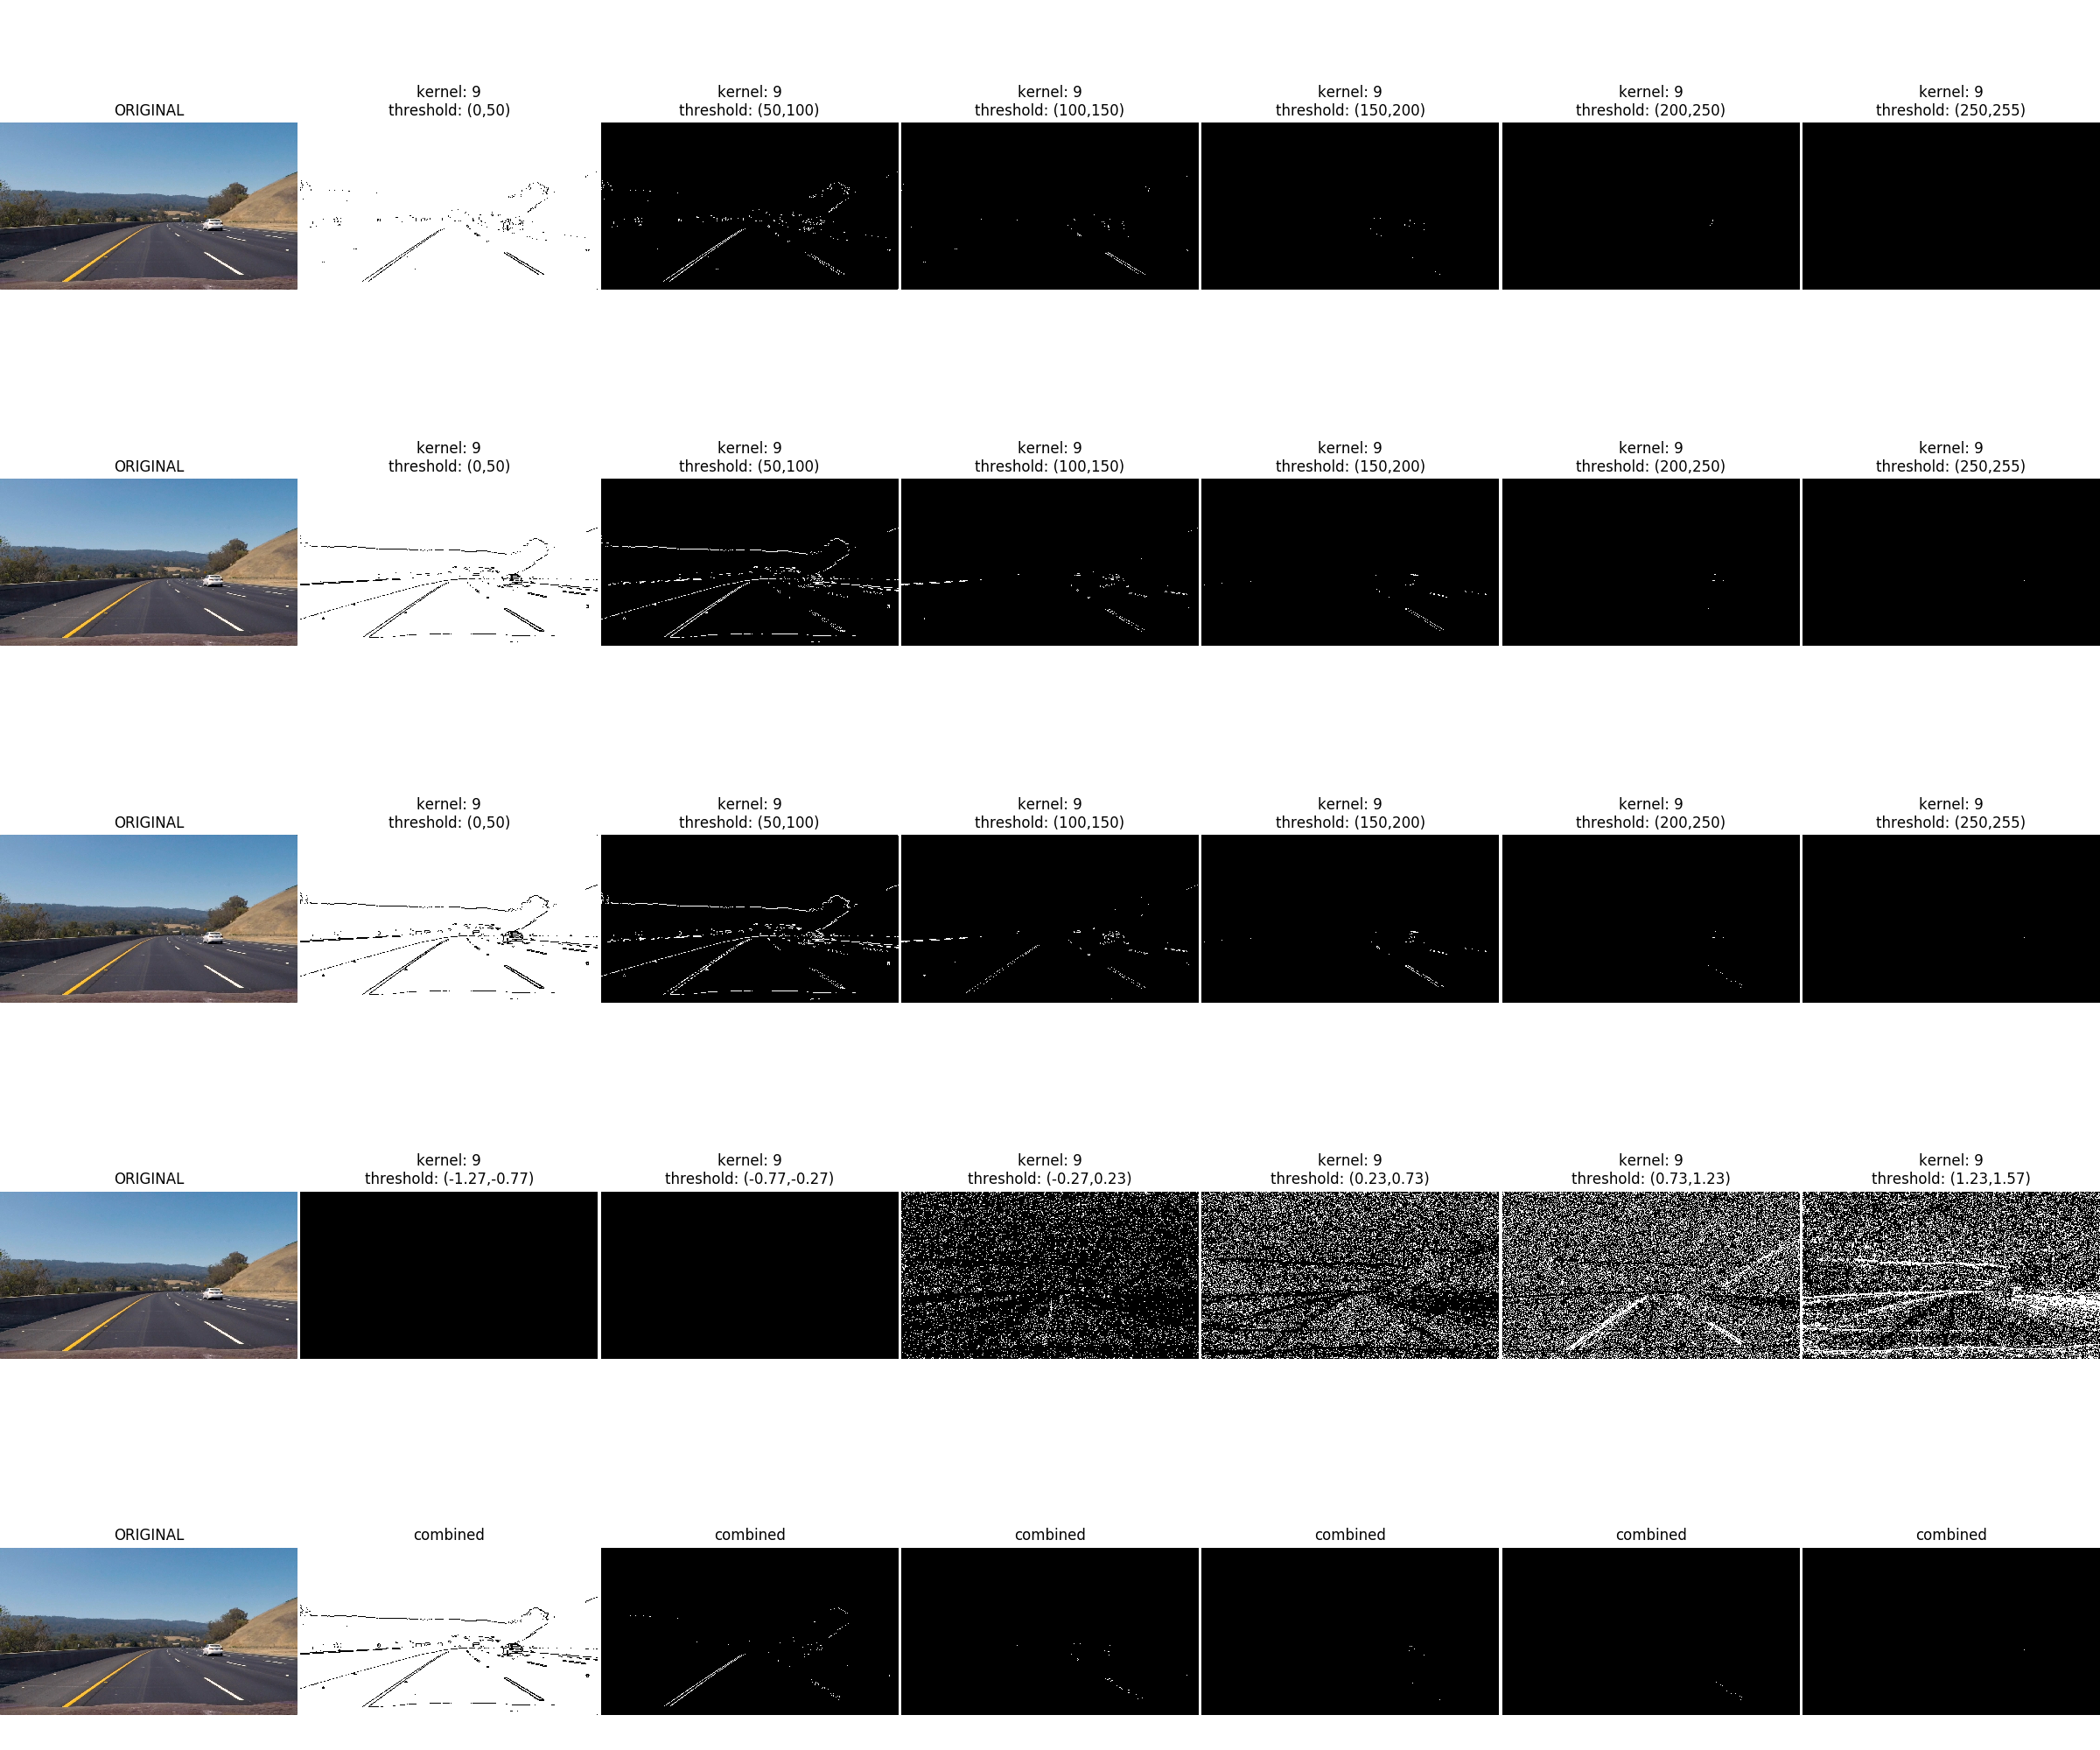 ORIGINAL
kernel: 9
threshold: (0,50)
kernel: 9
threshold: (50,100)
kernel: 9
threshold: (100,150)
kernel: 9
threshold: (150,200)
kernel: 9
threshold: (200,250)
kernel: 9
threshold: (250,255)
ORIGINAL
kernel: 9
threshold: (0,50)
kernel: 9
threshold: (50,100)
kernel: 9
threshold: (100,150)
kernel: 9
threshold: (150,200)
kernel: 9
threshold: (200,250)
kernel: 9
threshold: (250,255)
ORIGINAL
kernel: 9
threshold: (0,50)
kernel: 9
threshold: (50,100)
kernel: 9
threshold: (100,150)
kernel: 9
threshold: (150,200)
kernel: 9
threshold: (200,250)
kernel: 9
threshold: (250,255)
ORIGINAL
kernel: 9
threshold: (-1.27,-0.77)
kernel: 9
threshold: (-0.77,-0.27)
kernel: 9
threshold: (-0.27,0.23)
kernel: 9
threshold: (0.23,0.73)
kernel: 9
threshold: (0.73,1.23)
kernel: 9
threshold: (1.23,1.57)
ORIGINAL
combined
combined
combined
combined
combined
combined